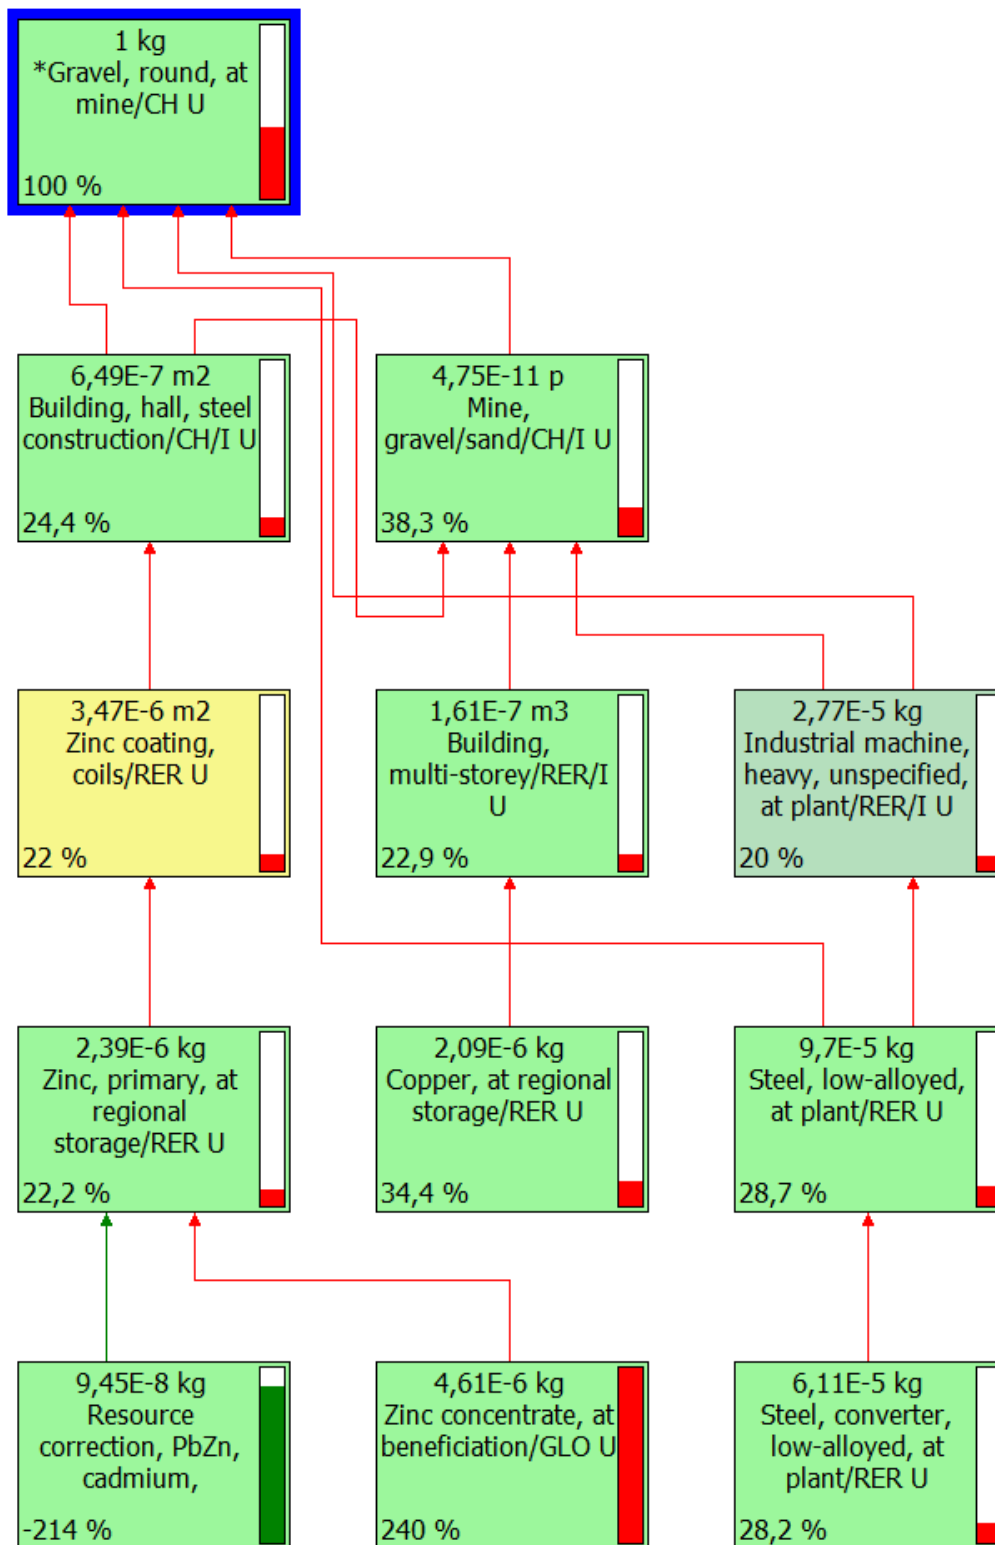 1 kg
*Gravel, round, at
mine/CH U
100 %
6,49E-7 m2
Building, hall, steel
construction/CH/I U
24,4 %
4,75E-11 p
Mine,
gravel/sand/CH/I U
38,3 %
3,47E-6 m2
Zinc coating,
coils/RER U
22 %
1,61E-7 m3
Building,
multi-storey/RER/I
U
22,9 %
2,77E-5 kg
Industrial machine,
heavy, unspecified,
at plant/RER/I U
20 %
2,39E-6 kg
Zinc, primary, at
regional
storage/RER U
22,2 %
2,09E-6 kg
Copper, at regional
storage/RER U
34,4 %
9,7E-5 kg
Steel, low-alloyed,
at plant/RER U
28,7 %
9,45E-8 kg
Resource
correction, PbZn,
cadmium,
-214 %
4,61E-6 kg
Zinc concentrate, at
beneficiation/GLO U
240 %
6,11E-5 kg
Steel, converter,
low-alloyed, at
plant/RER U
28,2 %